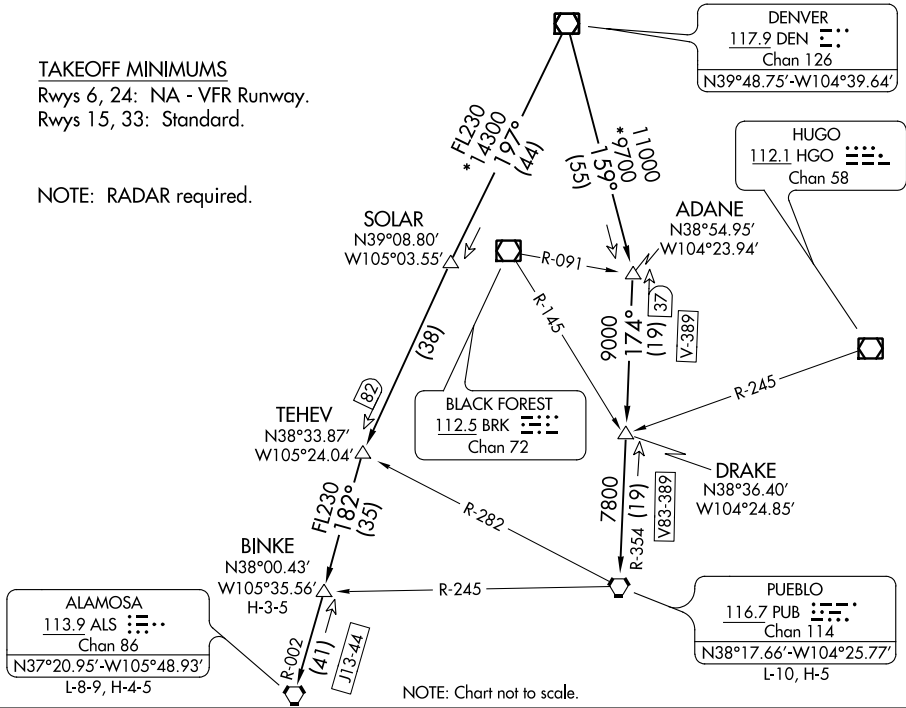 TAKEOFF MINIMUMS
Rwys 6, 24: NA - VFR Runway.
Rwys 15, 33: Standard.
NOTE: RADAR required.
DENVER
117.9 DEN
Chan 126
N39°48.75’-W104°39.64’
HUGO
112.1 HGO
Chan 58
FL230
*14300
197°
(44)
11000
*9700
159°
(55)
SOLAR
N39°08.80’
W105°03.55’
ADANE
N38°54.95’
W104°23.94’
R-091
R-145
37
9000
174°
(19)
V-389
R-245
(38)
82
BLACK FOREST
112.5 BRK
Chan 72
TEHEV
N38°33.87’
W105°24.04’
DRAKE
N38°36.40’
W104°24.85’
R-282
7800
R-354
(19)
V83-389
FL230
182°
(35)
BINKE
N38°00.43’
W105°35.56’
H-3-5
R-245
ALAMOSA
113.9 ALS
Chan 86
N37°20.95’-W105°48.93’
L-8-9, H-4-5
R-002
(41)
J13-44
PUEBLO
116.7 PUB
Chan 114
N38°17.66’-W104°25.77’
L-10, H-5
NOTE: Chart not to scale.